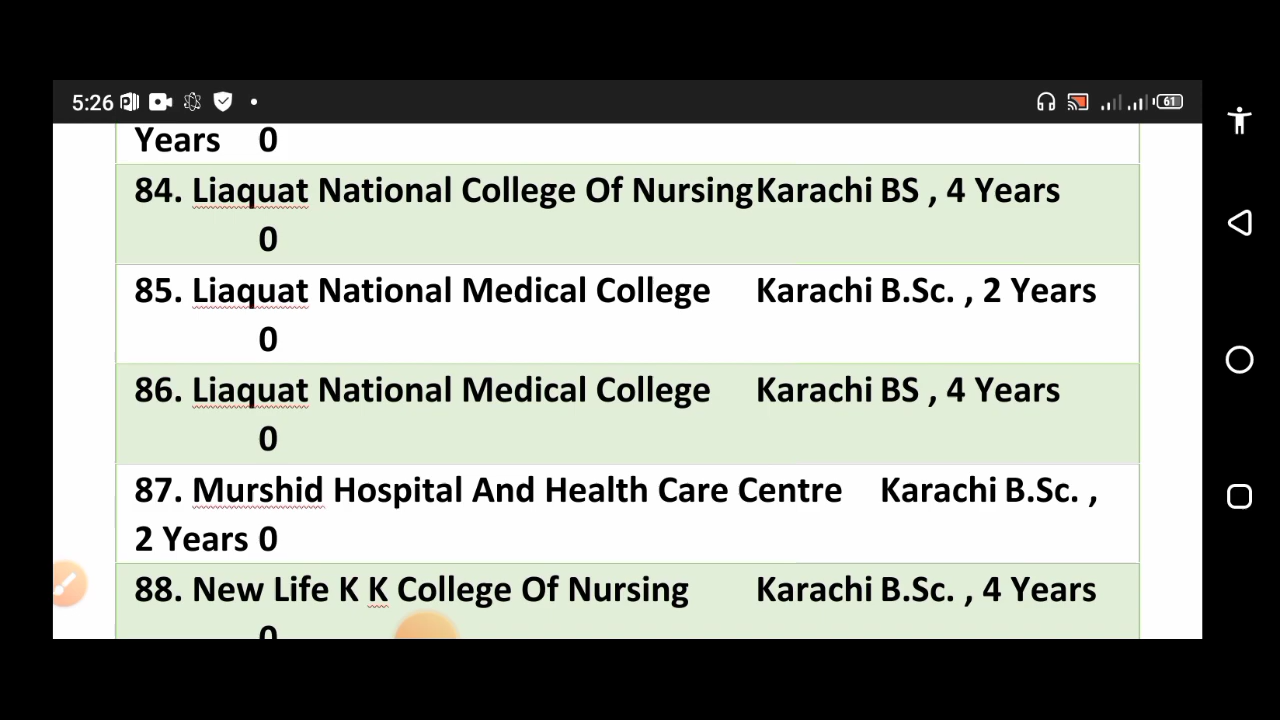 5:26 61
Years 0
84. Liaquat National College Of Nursing Karachi BS , 4 Years
0
85. Liaquat National Medical College Karachi B.Sc. , 2 Years
0
86. Liaquat National Medical College Karachi BS , 4 Years
0
87. Murshid Hospital And Health Care Centre Karachi B.Sc. ,
2 Years 0
88. New Life K K College Of Nursing Karachi B.Sc. , 4 Years
0